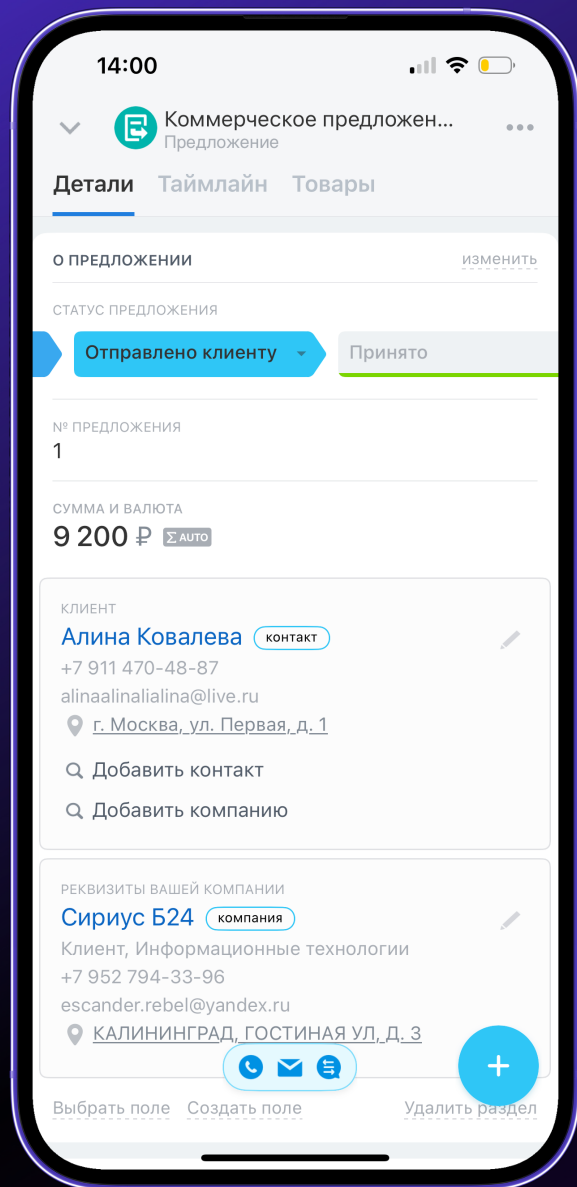 14:00
Коммерческое предложен...
Предложение
Детали Таймлайн Товары
О ПРЕДЛОЖЕНИИ изменить
СТАТУС ПРЕДЛОЖЕНИЯ
Отправлено клиенту Принято
№ ПРЕДЛОЖЕНИЯ
1
СУММА И ВАЛЮТА
9 200 ₽ Σ AUTO
КЛИЕНТ
Алина Ковалева контакт
+7 911 470-48-87
alinaalinalialina@live.ru
г. Москва, ул. Первая, д. 1
Добавить контакт
Добавить компанию
РЕКВИЗИТЫ ВАШЕЙ КОМПАНИИ
Сириус Б24 компания
Клиент, Информационные технологии
+7 952 794-33-96
escander.rebel@yandex.ru
КАЛИНИНГРАД, ГОСТИНАЯ УЛ, Д. 3
Выбрать поле Создать поле Удалить раздел